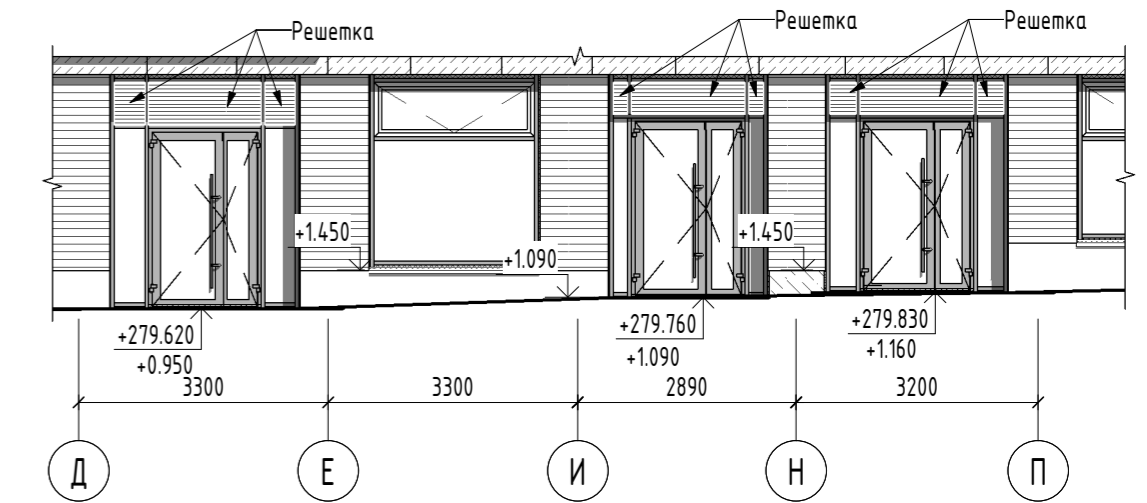 Решетка
Решетка
Решетка
+1.450
+1.090
+1.450
+279.620
+0.950
+279.760
+1.090
+279.830
+1.160
3300
3300
2890
3200
Д
Е
И
Н
П